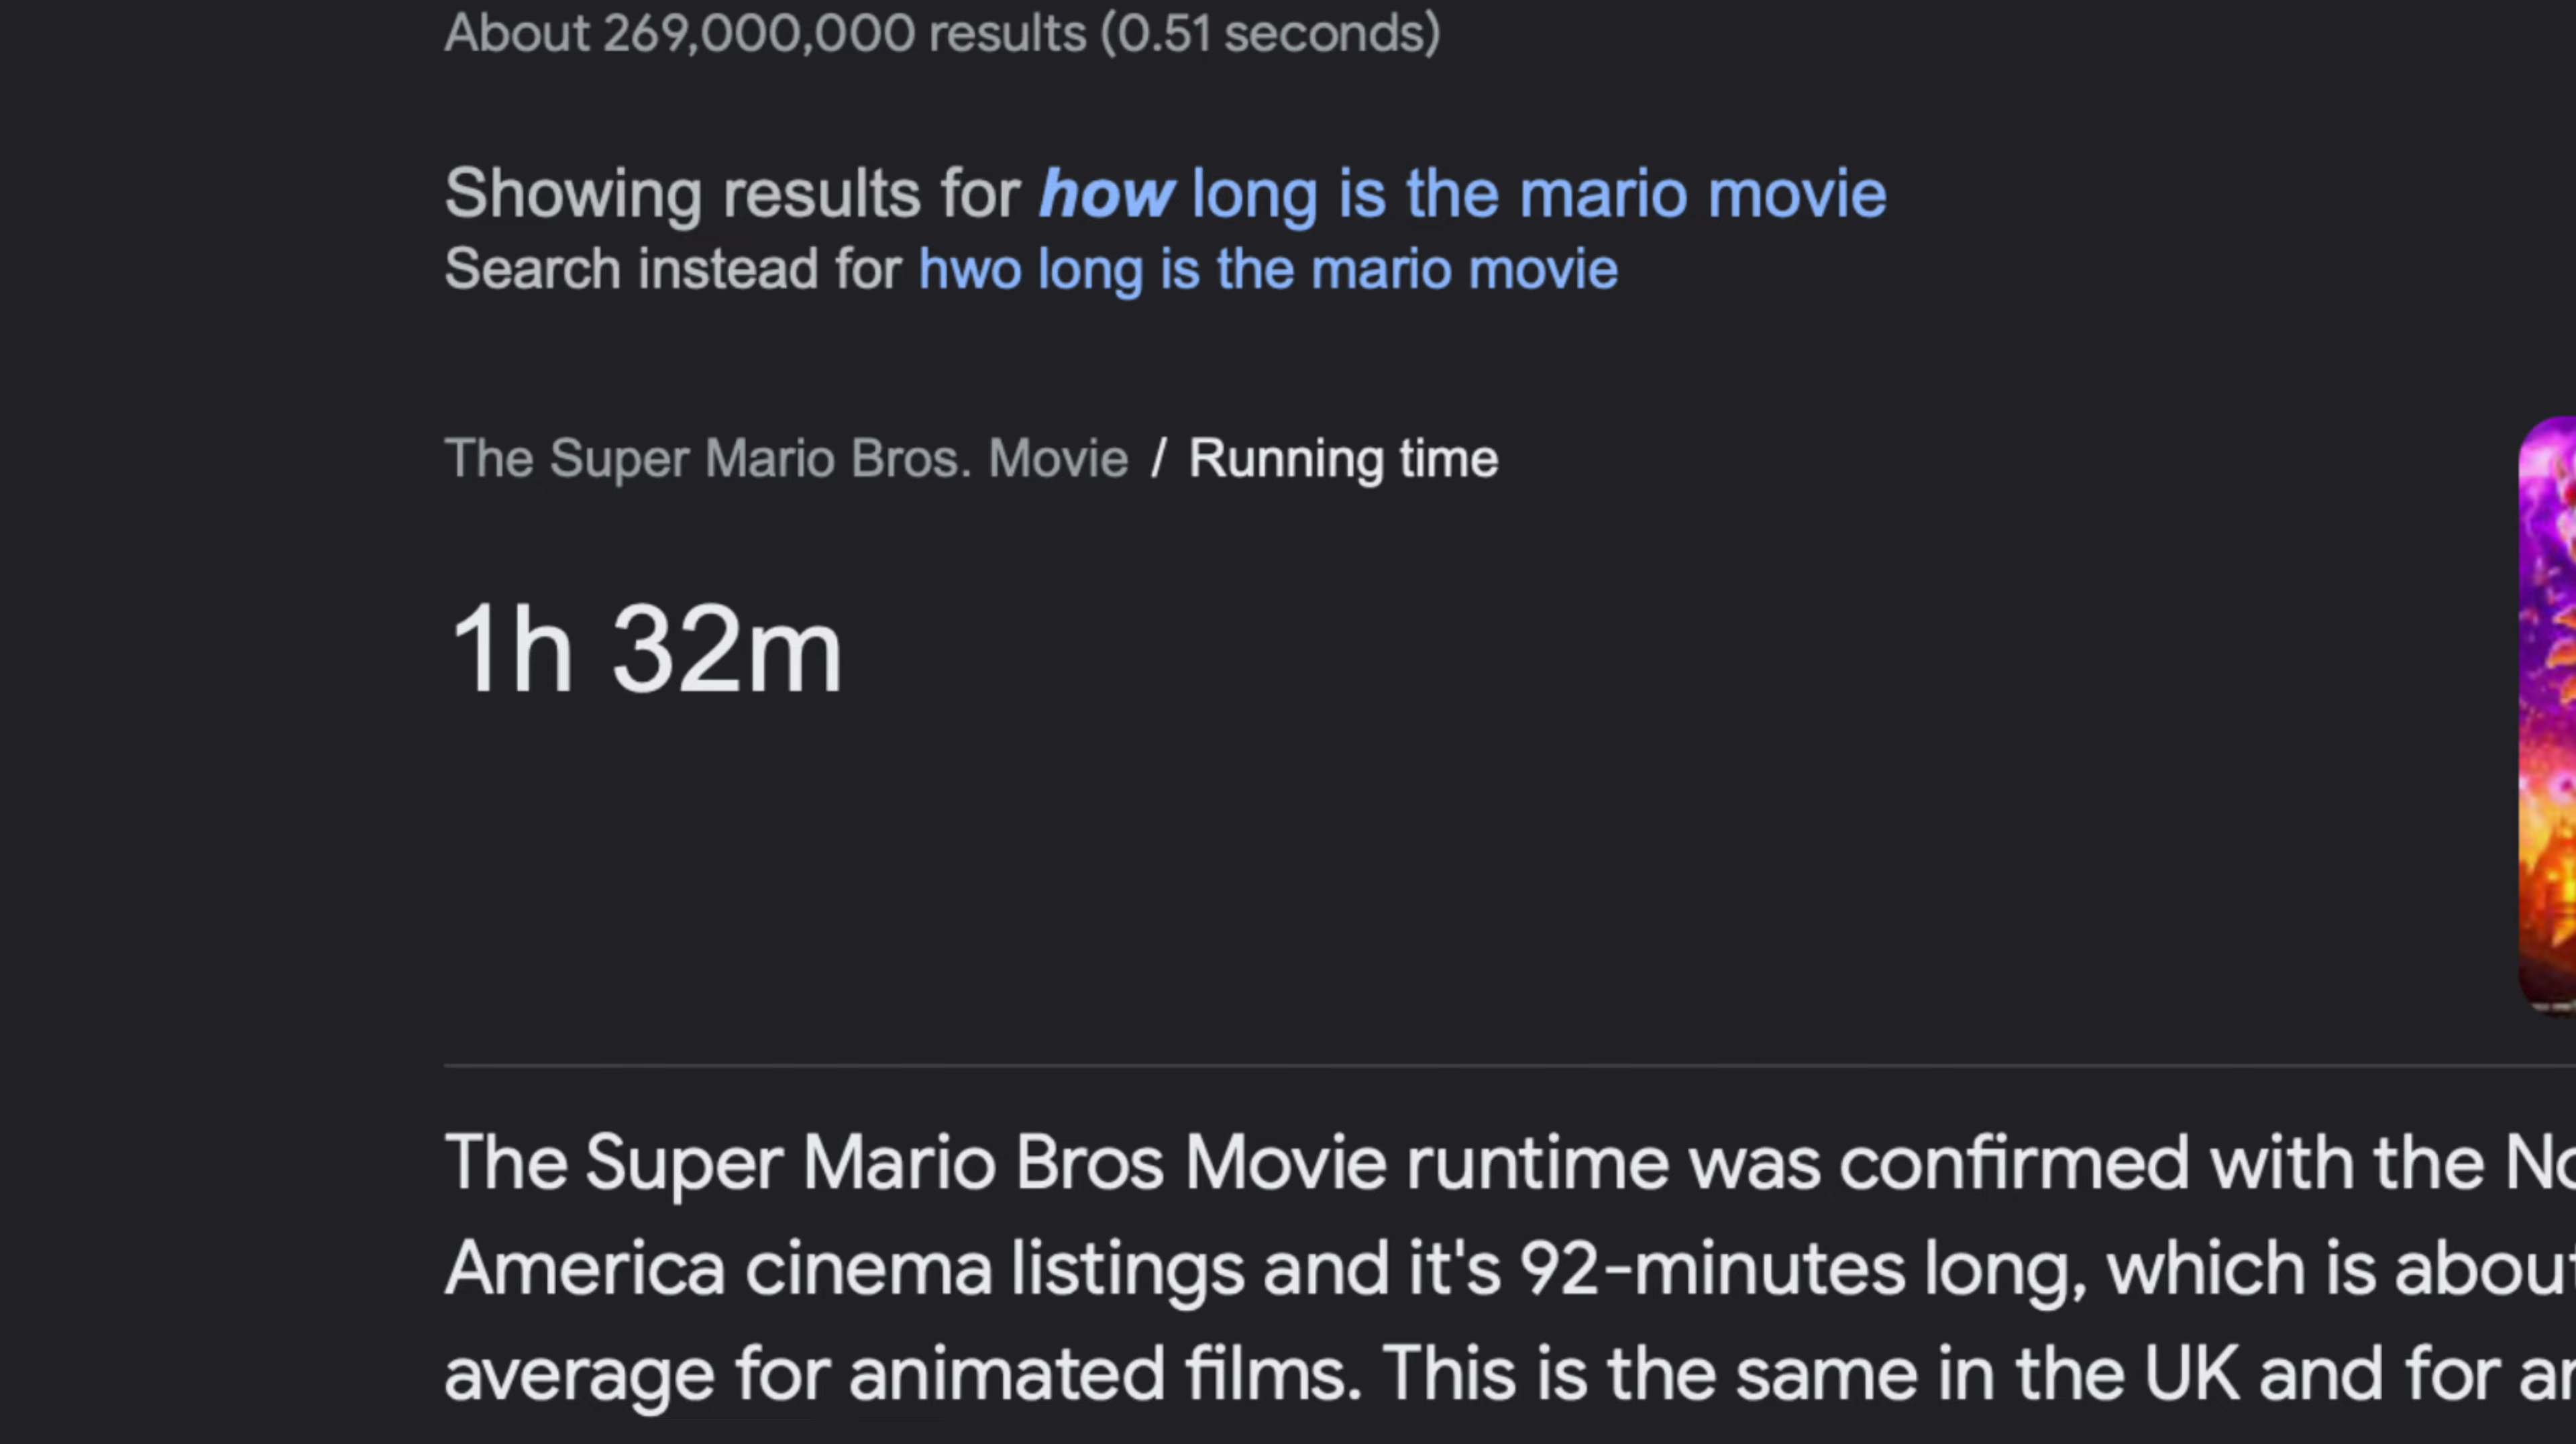 About 269,000,000 results (0.51 seconds)
Showing results for how long is the mario movie
Search instead for hwo long is the mario movie
The Super Mario Bros. Movie / Running time
1h 32m
The Super Mario Bros Movie runtime was confirmed with the
America cinema listings and it's 92-minutes long, which is
average for animated films. This is the same in the UK and for